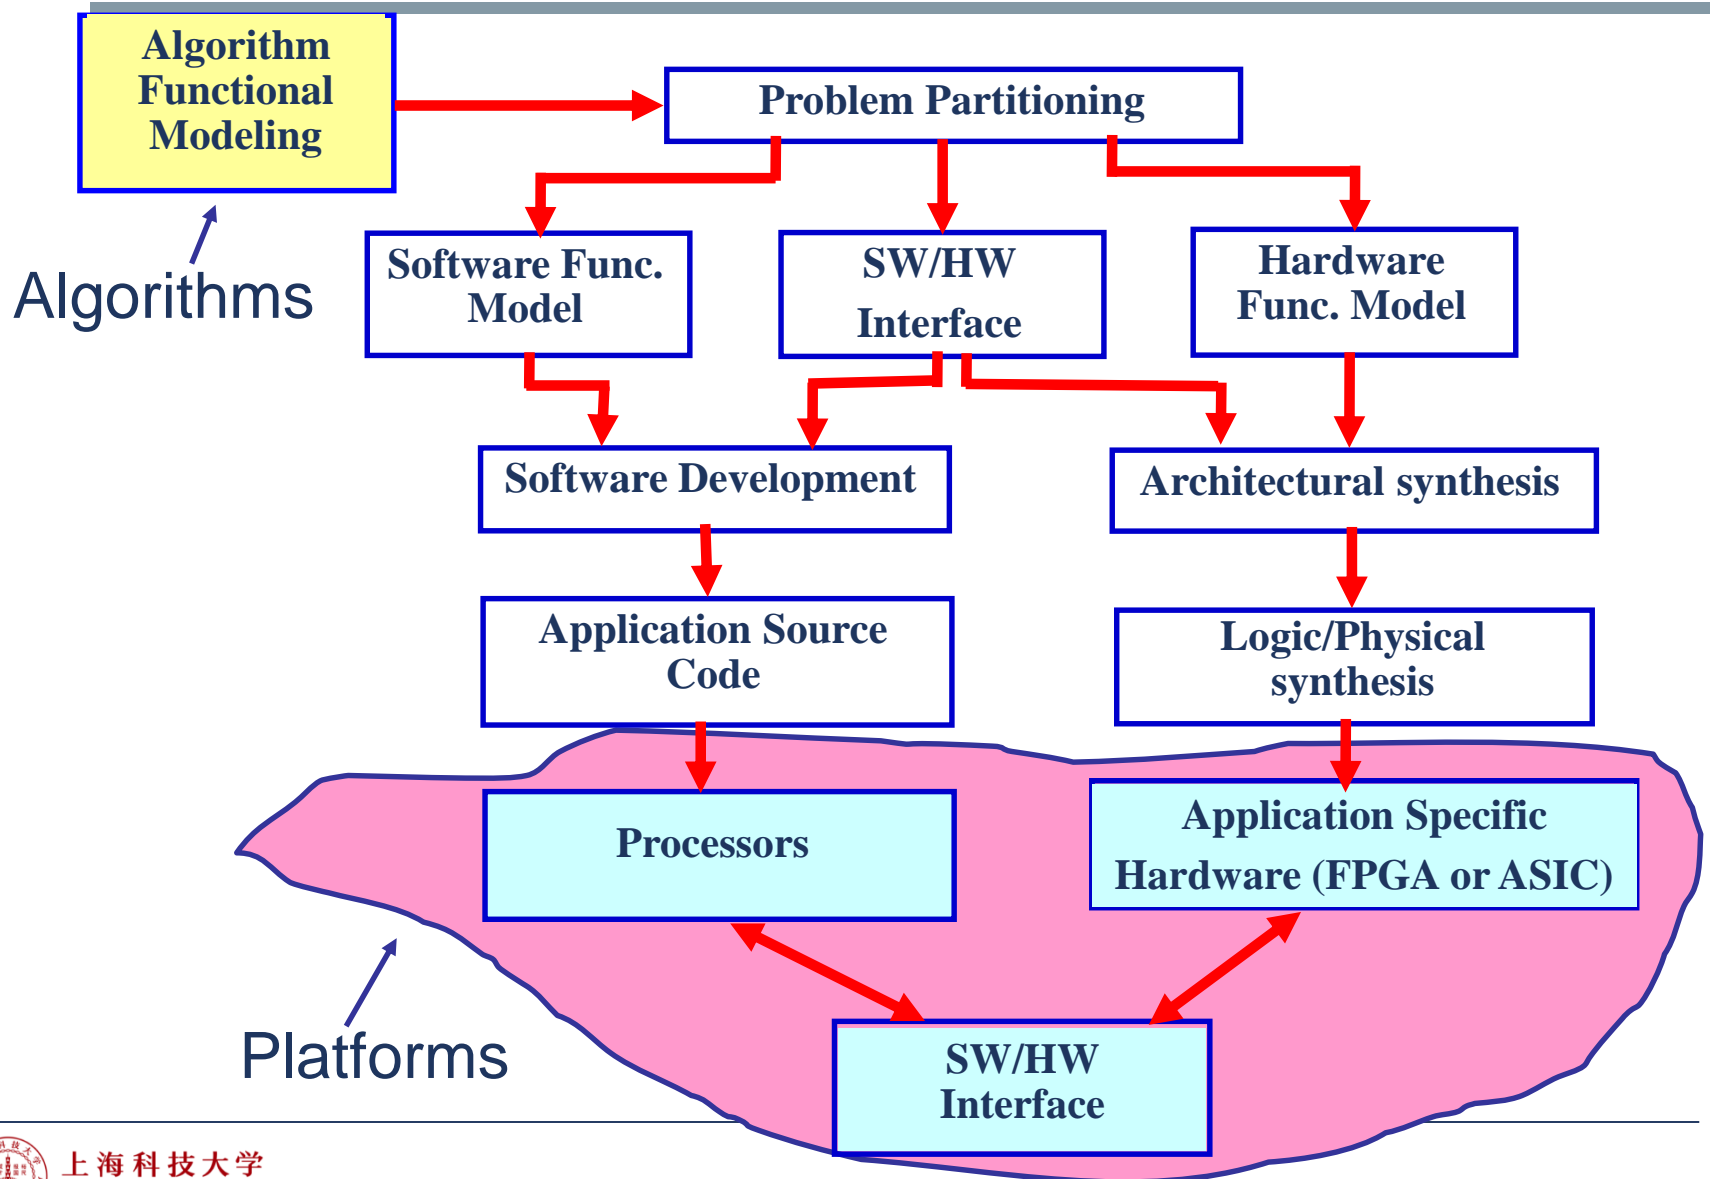 Algorithm
Functional
Modeling
Problem Partitioning
Algorithms
Software Func.
Model
SW/HW
Interface
Hardware
Func. Model
Software Development
Architectural synthesis
Application Source
Code
Logic/Physical
synthesis
Processors
Application Specific
Hardware (FPGA or ASIC)
Platforms
SW/HW
Interface
上海科技大学